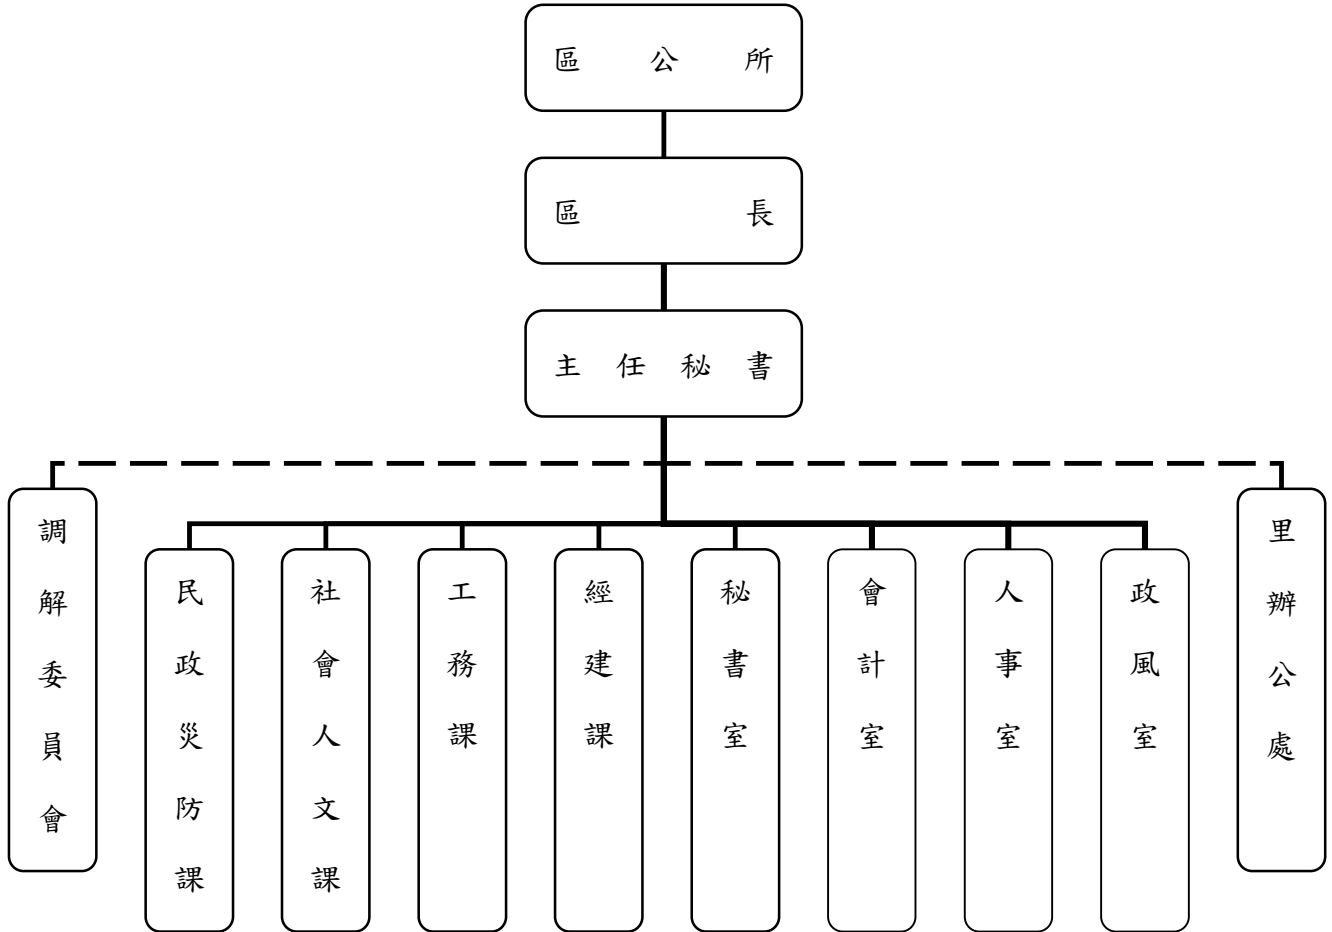 區公所
區長
主任秘書
調解委員會
民政災防課
社會人文課
工務課
經建課
秘書室
會計室
人事室
政風室
里辦公處